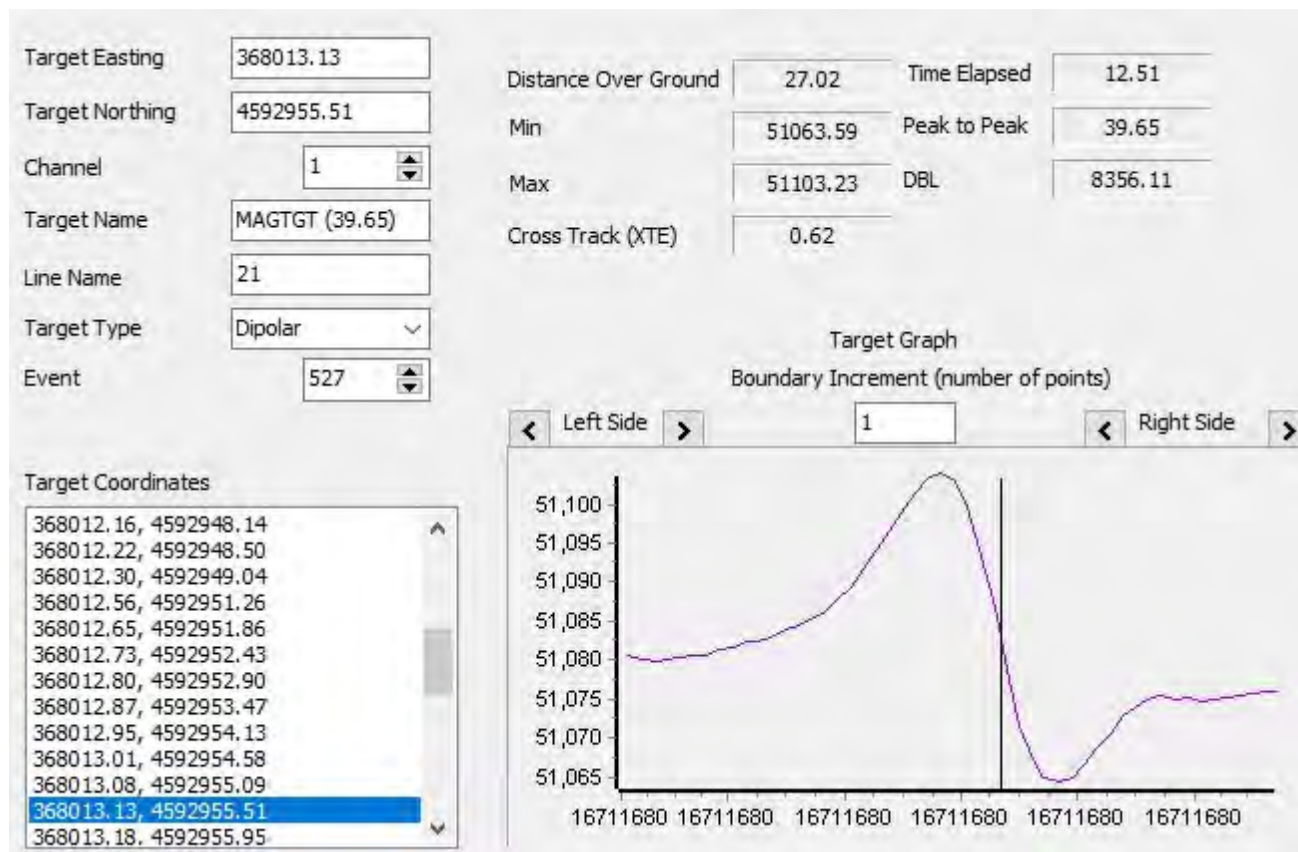 Target Easting 368013.13
Target Northing 4592955.51
Channel 1
Target Name MAGTGT (39.65)
Line Name 21
Target Type Dipolar
Event 527
Distance Over Ground 27.02 Time Elapsed 12.51
Min 51063.59 Peak to Peak 39.65
Max 51103.23 DBL 8356.11
Cross Track (XTE) 0.62
Target Graph
Boundary Increment (number of points)
< Left Side > 1 < Right Side >
Target Coordinates
368012.16, 4592948.14
368012.22, 4592948.50
368012.30, 4592949.04
368012.56, 4592951.26
368012.65, 4592951.86
368012.73, 4592952.43
368012.80, 4592952.90
368012.87, 4592953.47
368012.95, 4592954.13
368013.01, 4592954.58
368013.08, 4592955.09
368013.13, 4592955.51
368013.18, 4592955.95
51,100
51,095
51,090
51,085
51,080
51,075
51,070
51,065
16711680 16711680 16711680 16711680 16711680 16711680